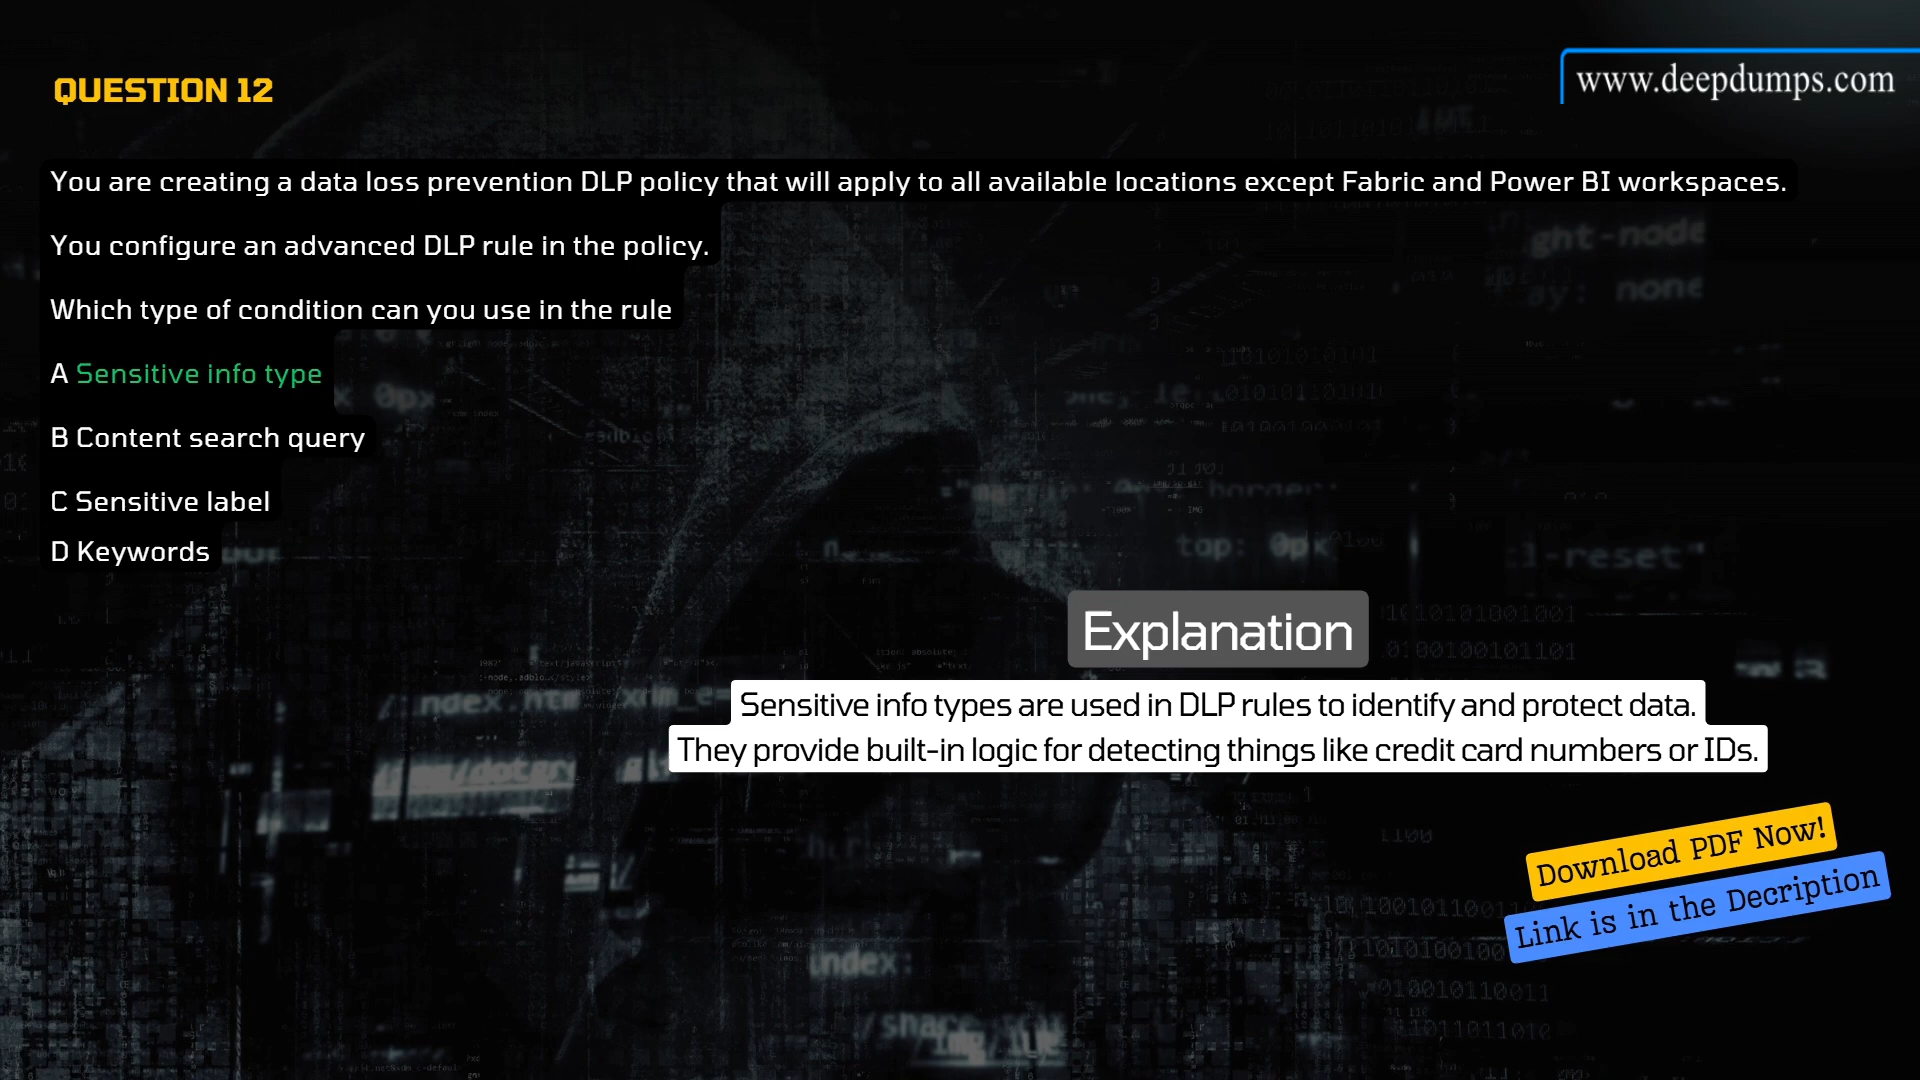 QUESTION 12
www.deepdumps.com
You are creating a data loss prevention DLP policy that will apply to all available locations except Fabric and Power BI workspaces.
You configure an advanced DLP rule in the policy.
Which type of condition can you use in the rule
A Sensitive info type
B Content search query
C Sensitive label
D Keywords
Explanation
Sensitive info types are used in DLP rules to identify and protect data.
They provide built-in logic for detecting things like credit card numbers or IDs.
Download PDF Now!
Link is in the Decription